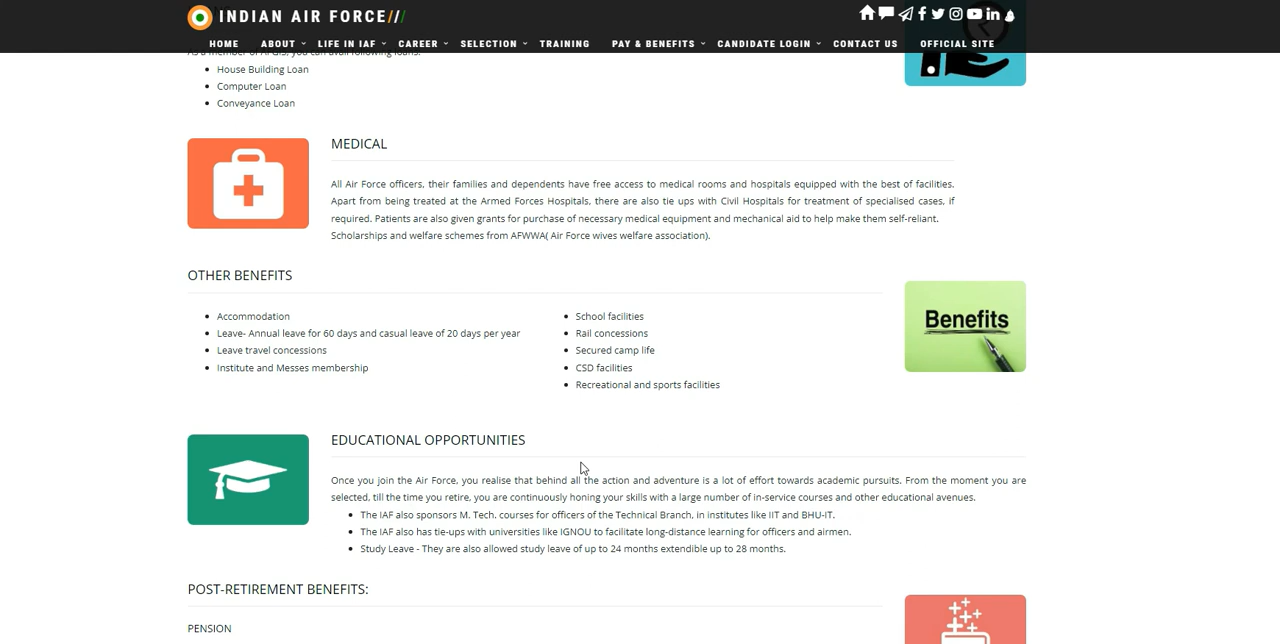 INDIAN AIR FORCE///
HOME ABOUT LIFE IN IAF CAREER SELECTION TRAINING PAY & BENEFITS CANDIDATE LOGIN CONTACT US OFFICIAL SITE
House Building Loan
Computer Loan
Conveyance Loan
MEDICAL
All Air Force officers, their families and dependents have free access to medical rooms and hospitals equipped with the best of facilities.
Apart from being treated at the Armed Forces Hospitals, there are also tie ups with Civil Hospitals for treatment of specialised cases, if
required. Patients are also given grants for purchase of necessary medical equipment and mechanical aid to help make them self-reliant.
Scholarships and welfare schemes from AFWWA( Air Force wives welfare association).
OTHER BENEFITS
Accommodation
Leave- Annual leave for 60 days and casual leave of 20 days per year
Leave travel concessions
Institute and Messes membership
School facilities
Rail concessions
Secured camp life
CSD facilities
Recreational and sports facilities
Benefits
EDUCATIONAL OPPORTUNITIES
Once you join the Air Force, you realise that behind all the action and adventure is a lot of effort towards academic pursuits. From the moment you are
selected, till the time you retire, you are continuously honing your skills with a large number of in-service courses and other educational avenues.
The IAF also sponsors M. Tech. courses for officers of the Technical Branch, in institutes like IIT and BHU-IT.
The IAF also has tie-ups with universities like IGNOU to facilitate long-distance learning for officers and airmen.
Study Leave - They are also allowed study leave of up to 24 months extendible up to 28 months.
POST-RETIREMENT BENEFITS:
PENSION